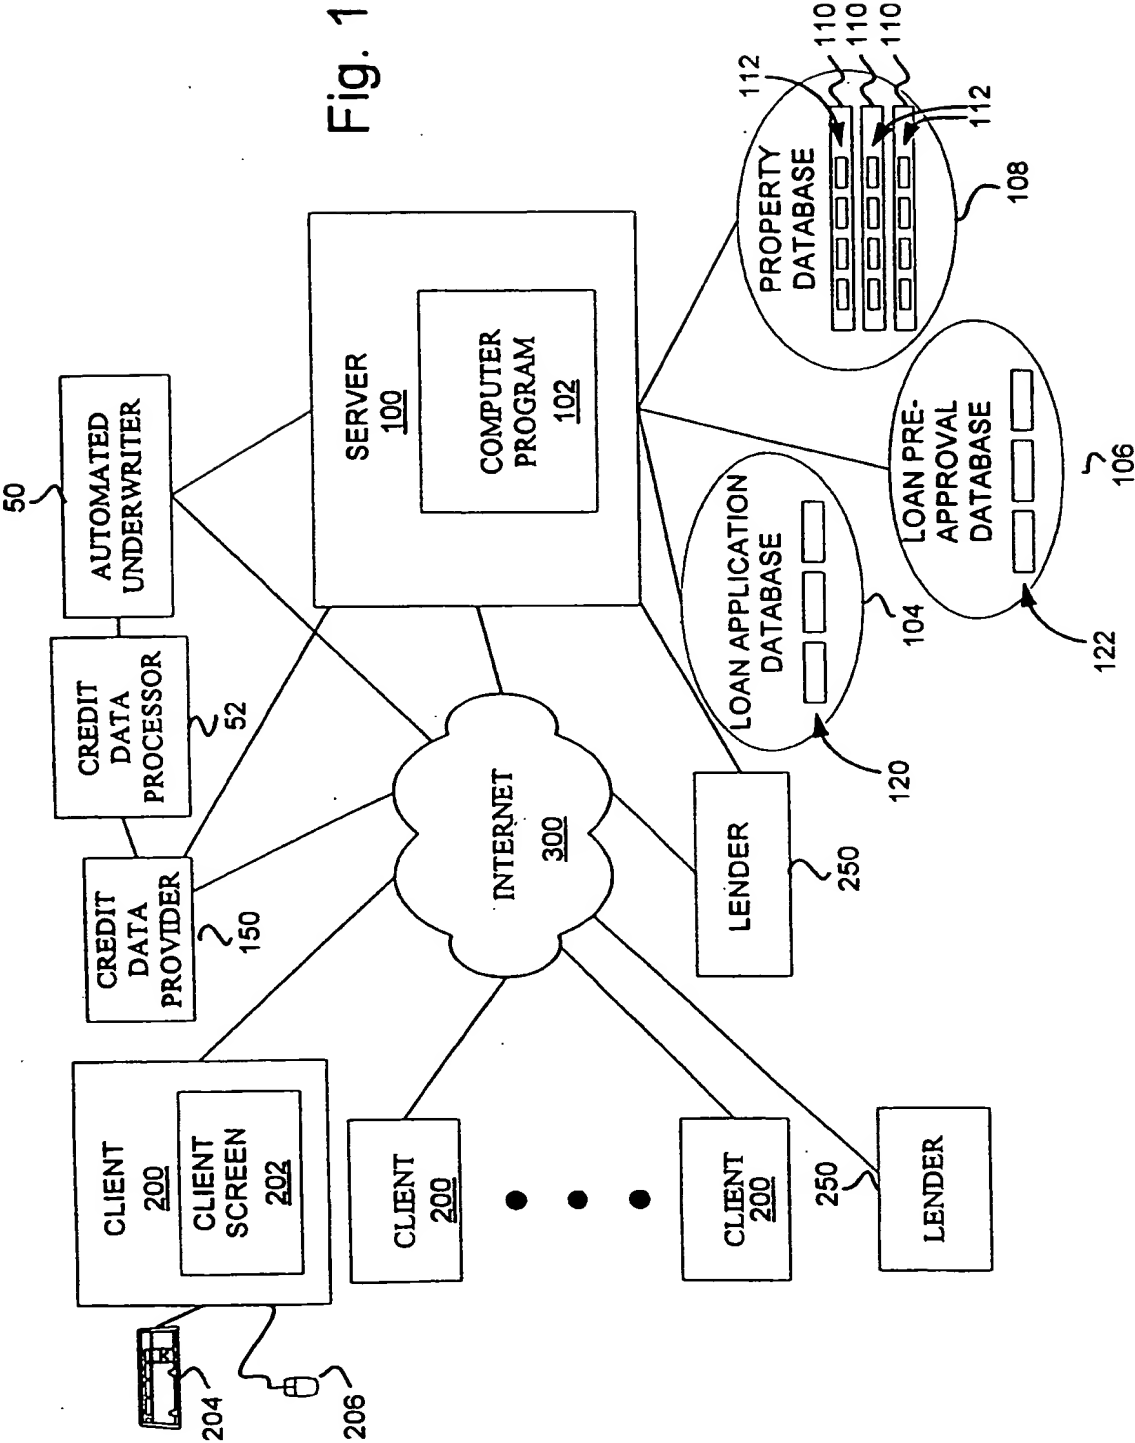 Fig. 1
50
AUTOMATED
UNDERWRITER
CREDIT
DATA
PROCESSOR
52
CREDIT
DATA
PROVIDER
150
CLIENT
200
CLIENT
SCREEN
202
204
206
CLIENT
200
CLIENT
200
SERVER
100
COMPUTER
PROGRAM
102
INTERNET
300
LENDER
250
LENDER
250
LOAN APPLICATION
DATABASE
120
104
LOAN PRE-
APPROVAL
DATABASE
122
106
PROPERTY
DATABASE
108
112
112
110
110
110